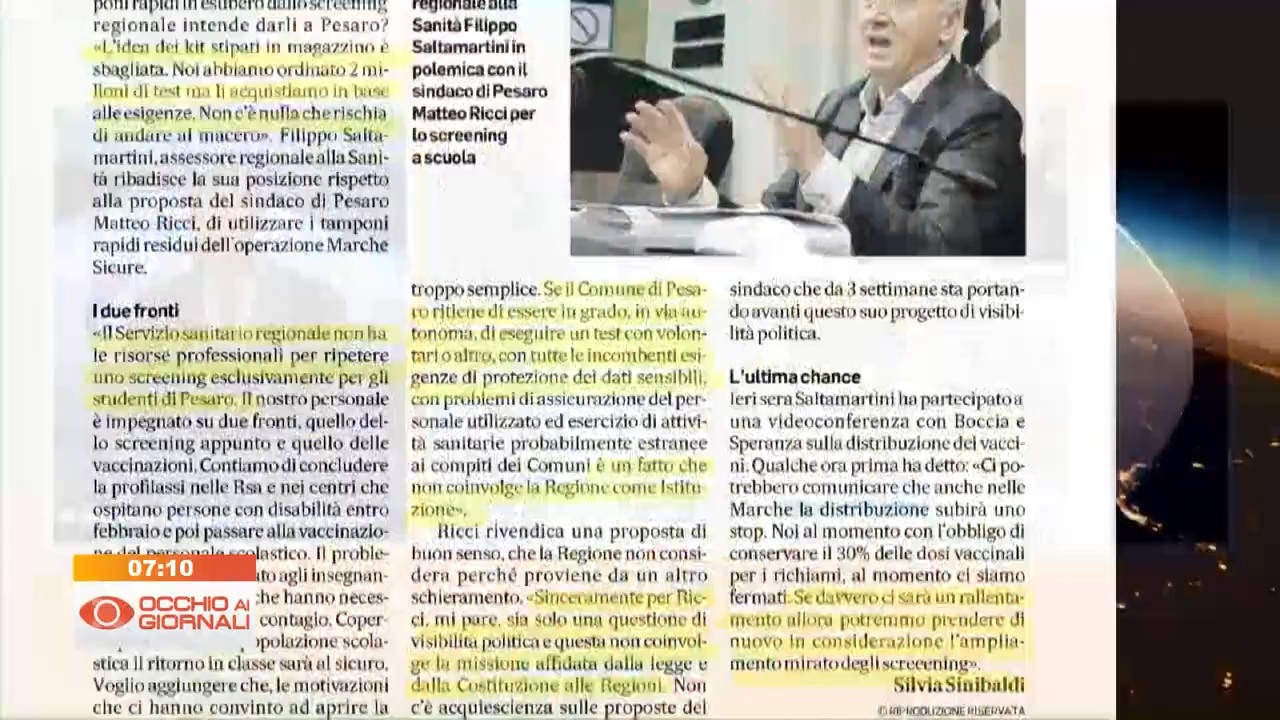 poni rapidi in esubero dallo screening
regionale intende darli a Pesaro?
«L'idea dei kit stipati in magazzino è
sbagliata. Noi abbiamo ordinato 2 mi-
lioni di test ma li acquistiamo in base
alle esigenze. Non c'è nulla che rischia
di andare al macero». Filippo Salta-
martini, assessore regionale alla Sani-
tà ribadisce la sua posizione rispetto
alla proposta del sindaco di Pesaro
Matteo Ricci, di utilizzare i tamponi
rapidi residui dell'operazione Marche
Sicure.
I due fronti
«Il Servizio sanitario regionale non ha
le risorse professionali per ripetere
uno screening esclusivamente per gli
studenti di Pesaro. Il nostro personale
è impegnato su due fronti, quello del-
lo screening appunto e quello delle
vaccinazioni. Contiamo di concludere
la profilassi nelle Rsa e nei centri che
ospitano persone con disabilità entro
febbraio e poi passare alla vaccinazio-
ne del personale scolastico. Il proble-
ato agli insegnan-
che hanno neces-
contagio. Coper-
opolazione scola-
stica il ritorno in classe sarà al sicuro.
Voglio aggiungere che, le motivazioni
che ci hanno convinto ad aprire la
07:10
OCCHIO AI
GIORNALI
regionale alla
Sanità Filippo
Saltamartini in
polemica con il
sindaco di Pesaro
Matteo Ricci per
lo screening
a scuola
troppo semplice. Se il Comune di Pesa-
ro ritiene di essere in grado, in via au-
tonoma, di eseguire un test con volon-
tari o altro, con tutte le incombenti esi-
genze di protezione dei dati sensibili,
con problemi di assicurazione del per-
sonale utilizzato ed esercizio di attivi-
tà sanitarie probabilmente estranee
ai compiti dei Comuni è un fatto che
non coinvolge la Regione come Istitu-
zione».
Ricci rivendica una proposta di
buon senso, che la Regione non consi-
dera perché proviene da un altro
schieramento. «Sinceramente per Ric-
ci, mi pare, sia solo una questione di
visibilità politica e questa non coinvol-
ge la missione affidata dalla legge e
dalla Costituzione alle Regioni. Non
c'è acquiescienza sulle proposte del
sindaco che da 3 settimane sta portan-
do avanti questo suo progetto di visibi-
lità politica.
L'ultima chance
Ieri sera Saltamartini ha partecipato a
una videoconferenza con Boccia e
Speranza sulla distribuzione dei vacci-
ni. Qualche ora prima ha detto: «Ci po-
trebbero comunicare che anche nelle
Marche la distribuzione subirà uno
stop. Noi al momento con l'obbligo di
conservare il 30% delle dosi vaccinali
per i richiami, al momento ci siamo
fermati. Se davvero ci sarà un rallenta-
mento allora potremmo prendere di
nuovo in considerazione l'amplia-
mento mirato degli screening».
Silvia Sinibaldi
© RIPRODUZIONE RISERVATA